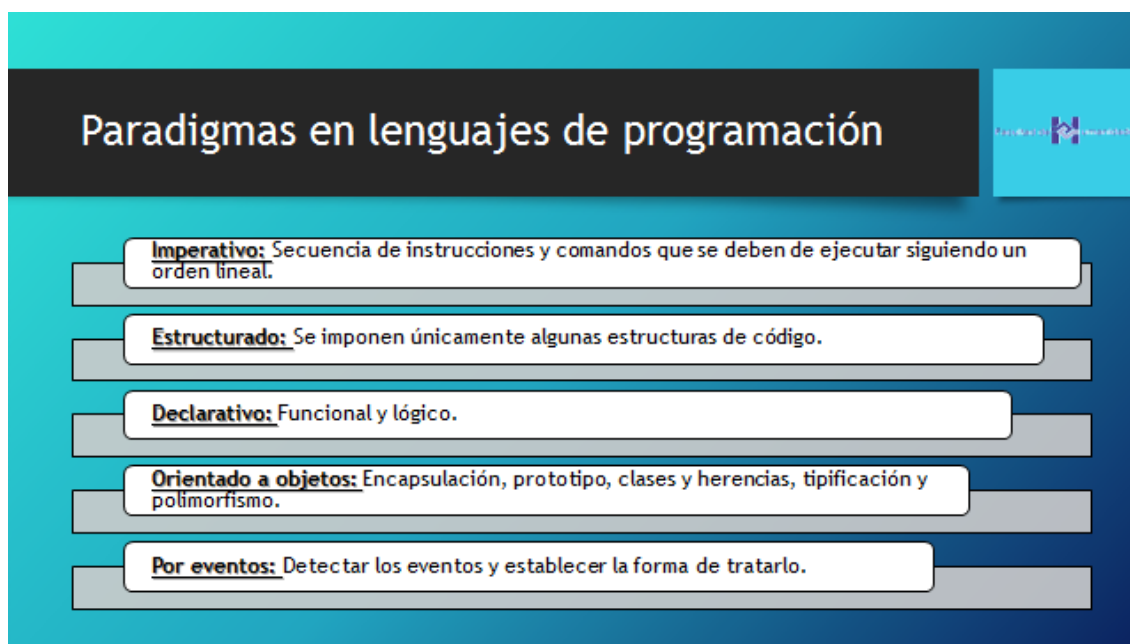 Paradigmas en lenguajes de programación
Imperativo: Secuencia de instrucciones y comandos que se deben de ejecutar siguiendo un
orden lineal.
Estructurado: Se imponen únicamente algunas estructuras de código.
Declarativo: Funcional y lógico.
Orientado a objetos: Encapsulación, prototipo, clases y herencias, tipificación y
polimorfismo.
Por eventos: Detectar los eventos y establecer la forma de tratarlo.